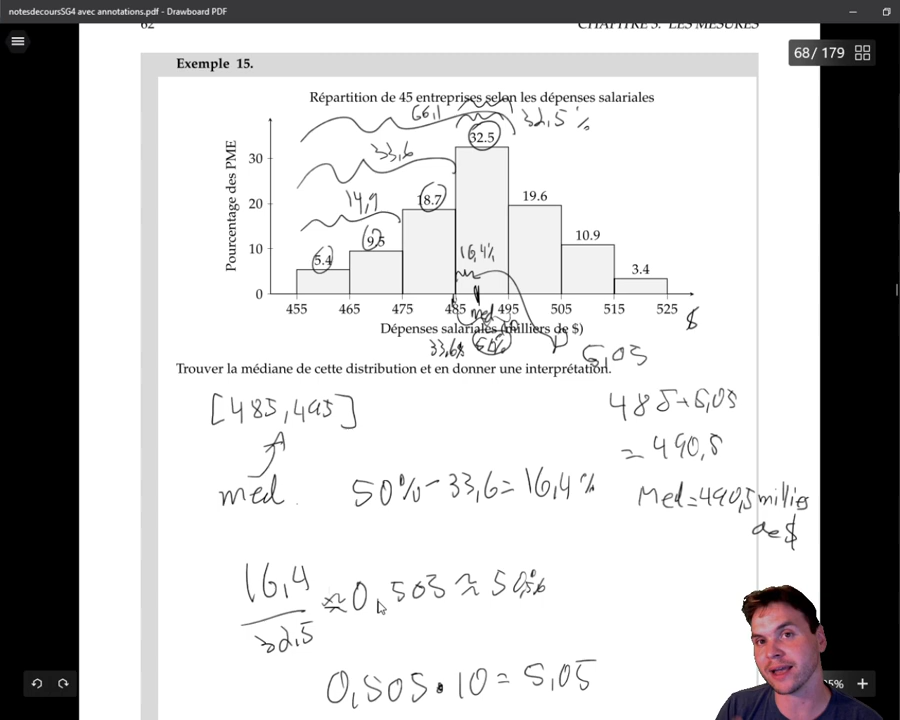 notesdecoursSG4 avec annotations.pdf - Drawboard PDF
62
CHAPITRE 3. LES MESURES
68 / 179
Exemple 15.
Répartition de 45 entreprises selon les dépenses salariales
66,1
32,5 %
32.5
33,6
14,9
18.7
19.6
9.5
10.9
5.4
3.4
16,4%
Pourcentage des PME
30
20
10
0
455 465 475 485 495 505 515 525
$
med
Dépenses salariales (milliers de $)
33,6% 50%
5,05
Trouver la médiane de cette distribution et en donner une interprétation.
[485,495]
485+5,05
= 490,5
med.
50% - 33,6 = 16,4 %
Med = 490,5 milliers
de $
16,4
32,5
≈ 0,505 ≈ 50,5%
0,505 • 10 = 5,05
5%